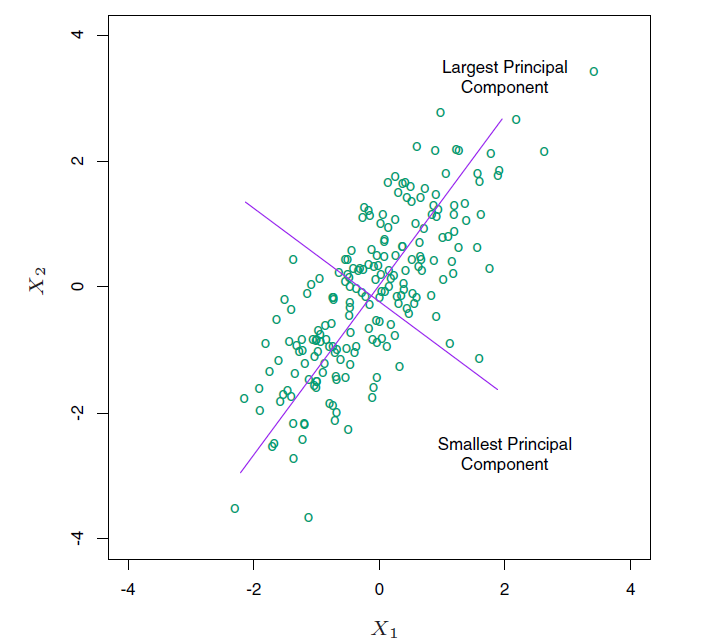 Largest Principal
Component
Smallest Principal
Component
4
2
0
-2
-4
X2
-4
-2
0
2
4
X1